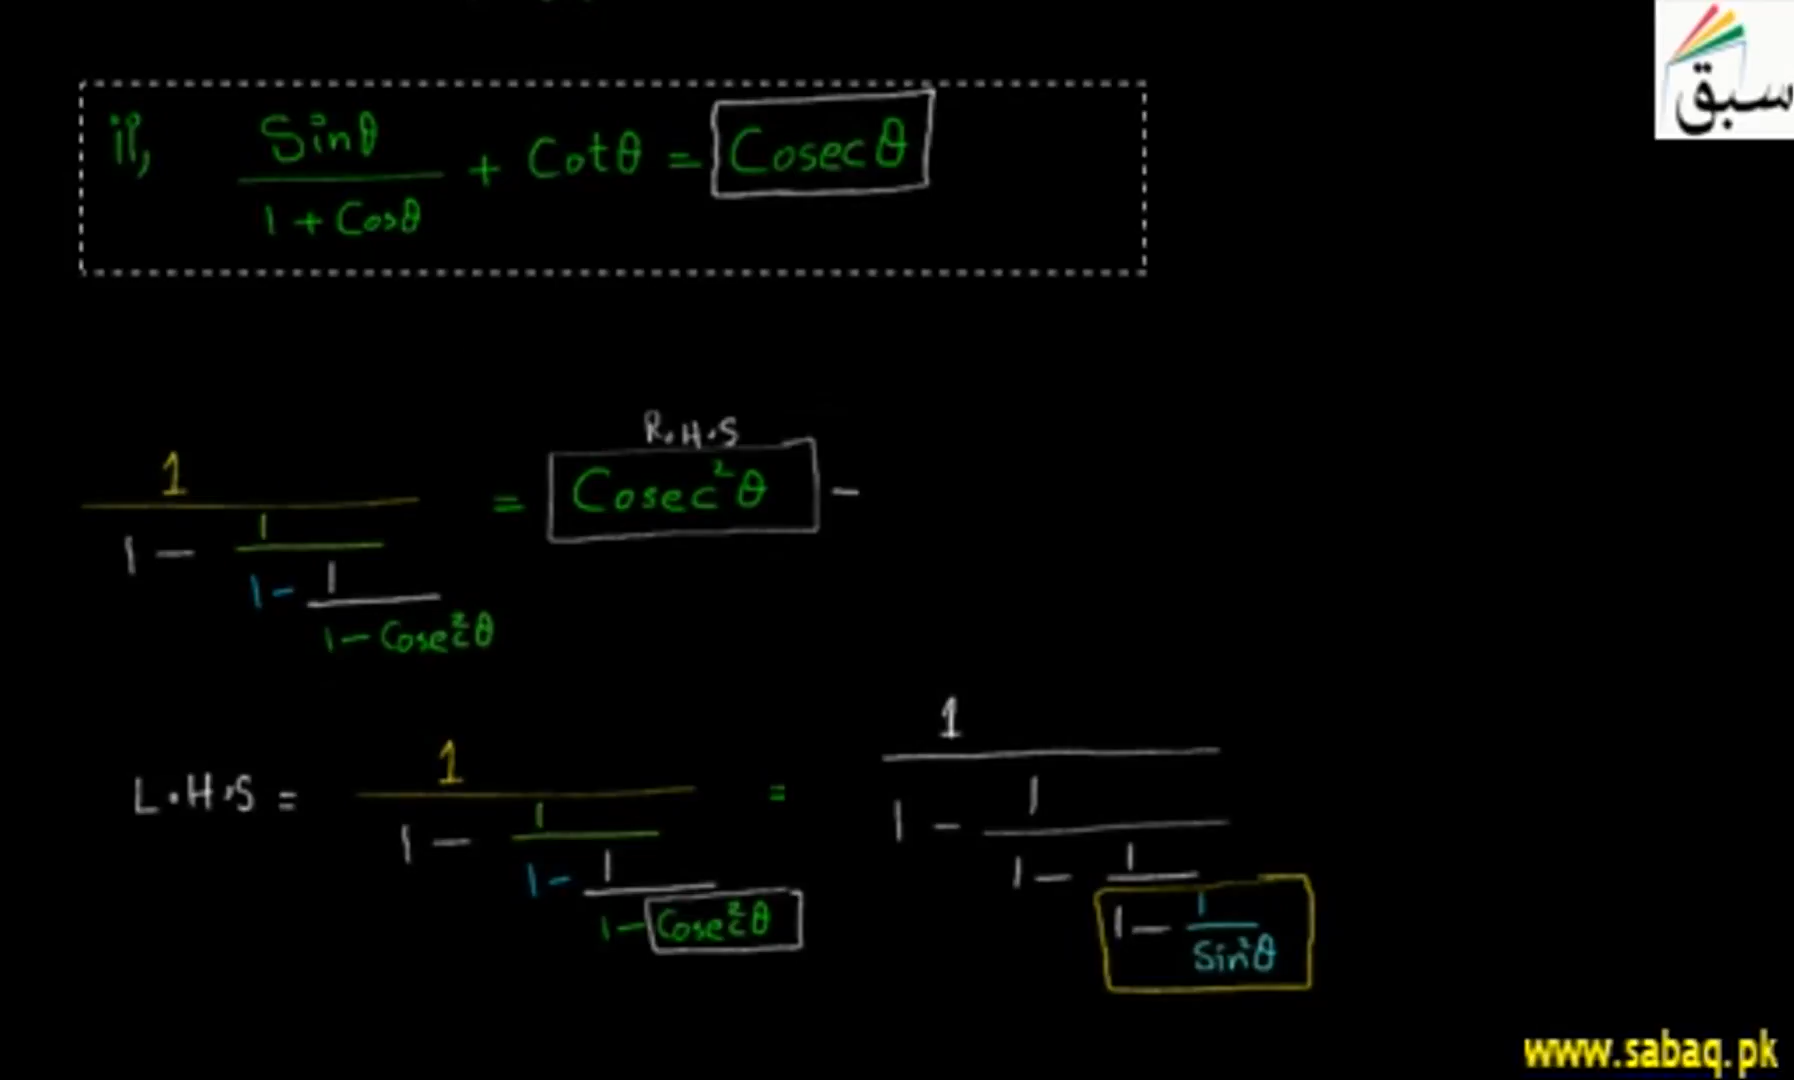 سبق
ii, Sinθ / 1 + Cosθ + Cotθ = Cosecθ
R.H.S
1 / 1 - 1 / 1 - 1 / 1 - Cosec²θ = Cosec²θ -
L.H.S = 1 / 1 - 1 / 1 - 1 / 1 - Cosec²θ = 1 / 1 - 1 / 1 - 1 / 1 - 1 / Sin²θ
www.sabaq.pk